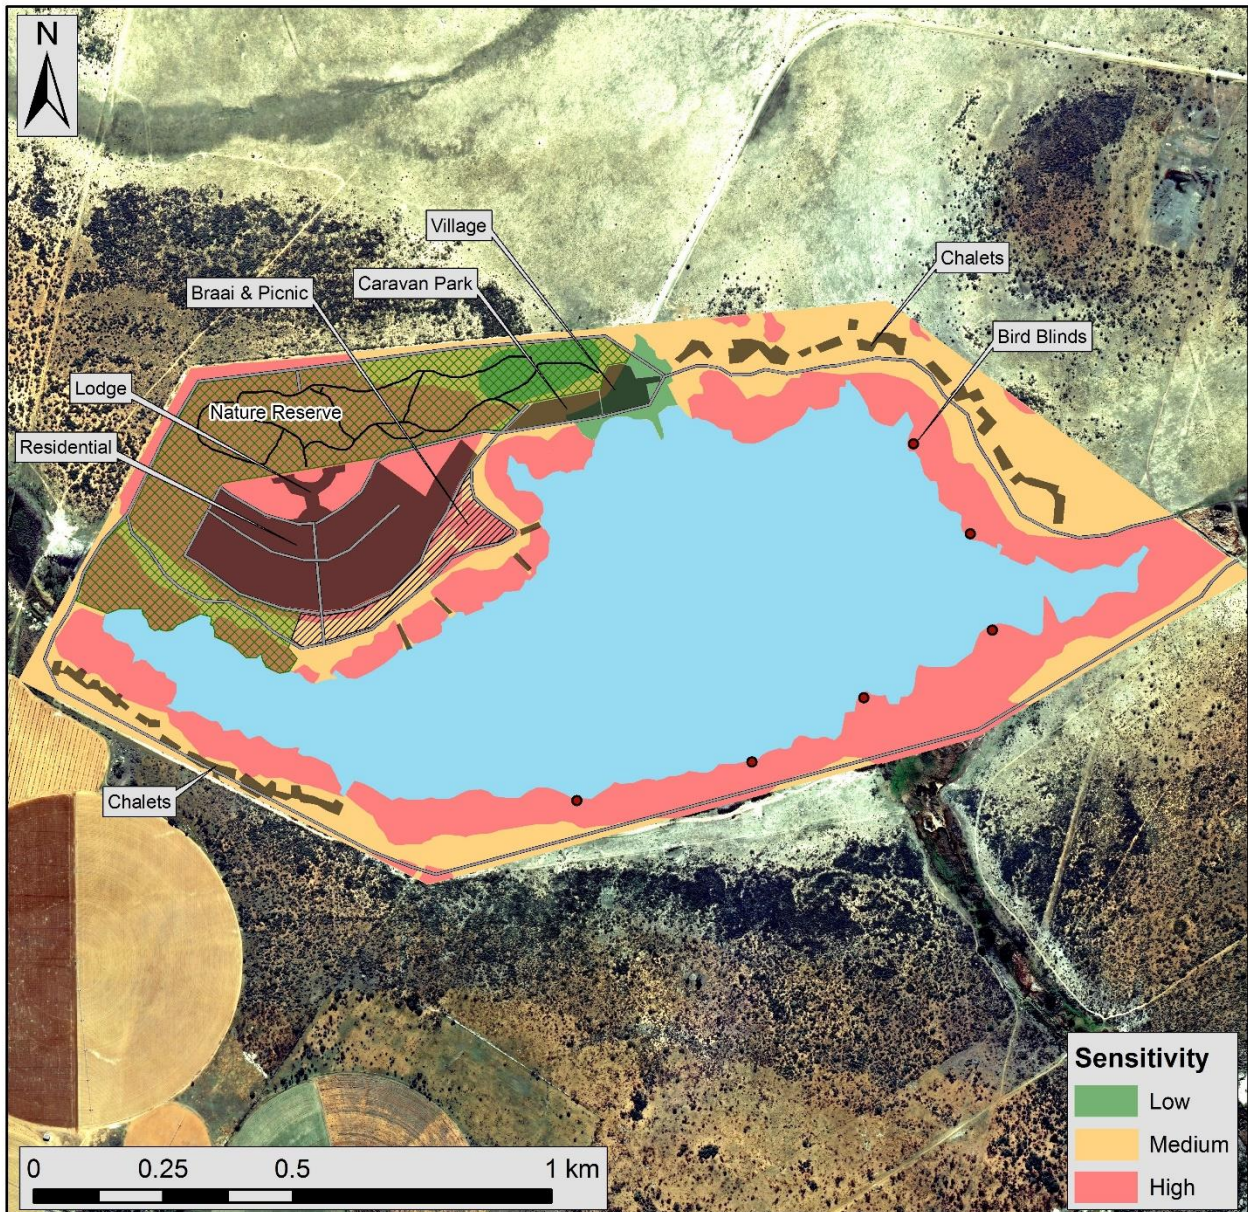 N
Village
Braai & Picnic
Caravan Park
Chalets
Bird Blinds
Lodge
Nature Reserve
Residential
Chalets
Sensitivity
Low
Medium
High
0 0.25 0.5 1 km